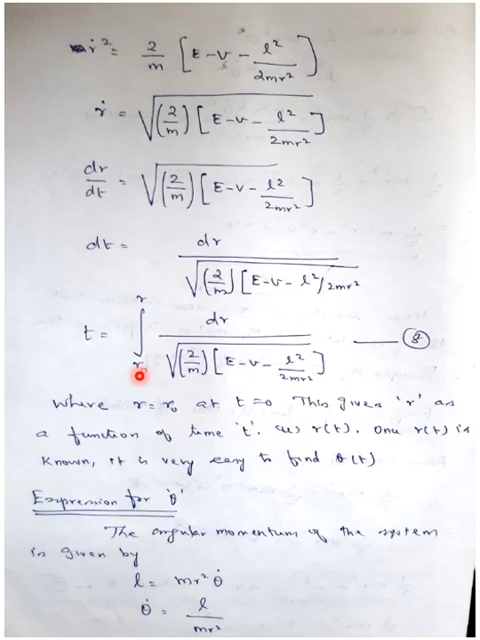 ṙ² = 2/m [E-V- l²/2mr²]
ṙ = √(2/m)[E-V- l²/2mr²]
dr/dt = √(2/m)[E-V- l²/2mr²]
dt = dr/√(2/m)[E-V- l²/2mr²
t = ∫ᵣ₀ʳ dr/√(2/m)[E-V- l²/2mr²] —— (8)
Where r=r₀ at t=0 This gives 'r' as
a function of time 't'. r(t). One r(t) is
Known, it is very easy to find θ(t)
Expression for 'θ'
The angular momentum of the system
is given by
l = mr²θ̇
θ̇ = l/mr²